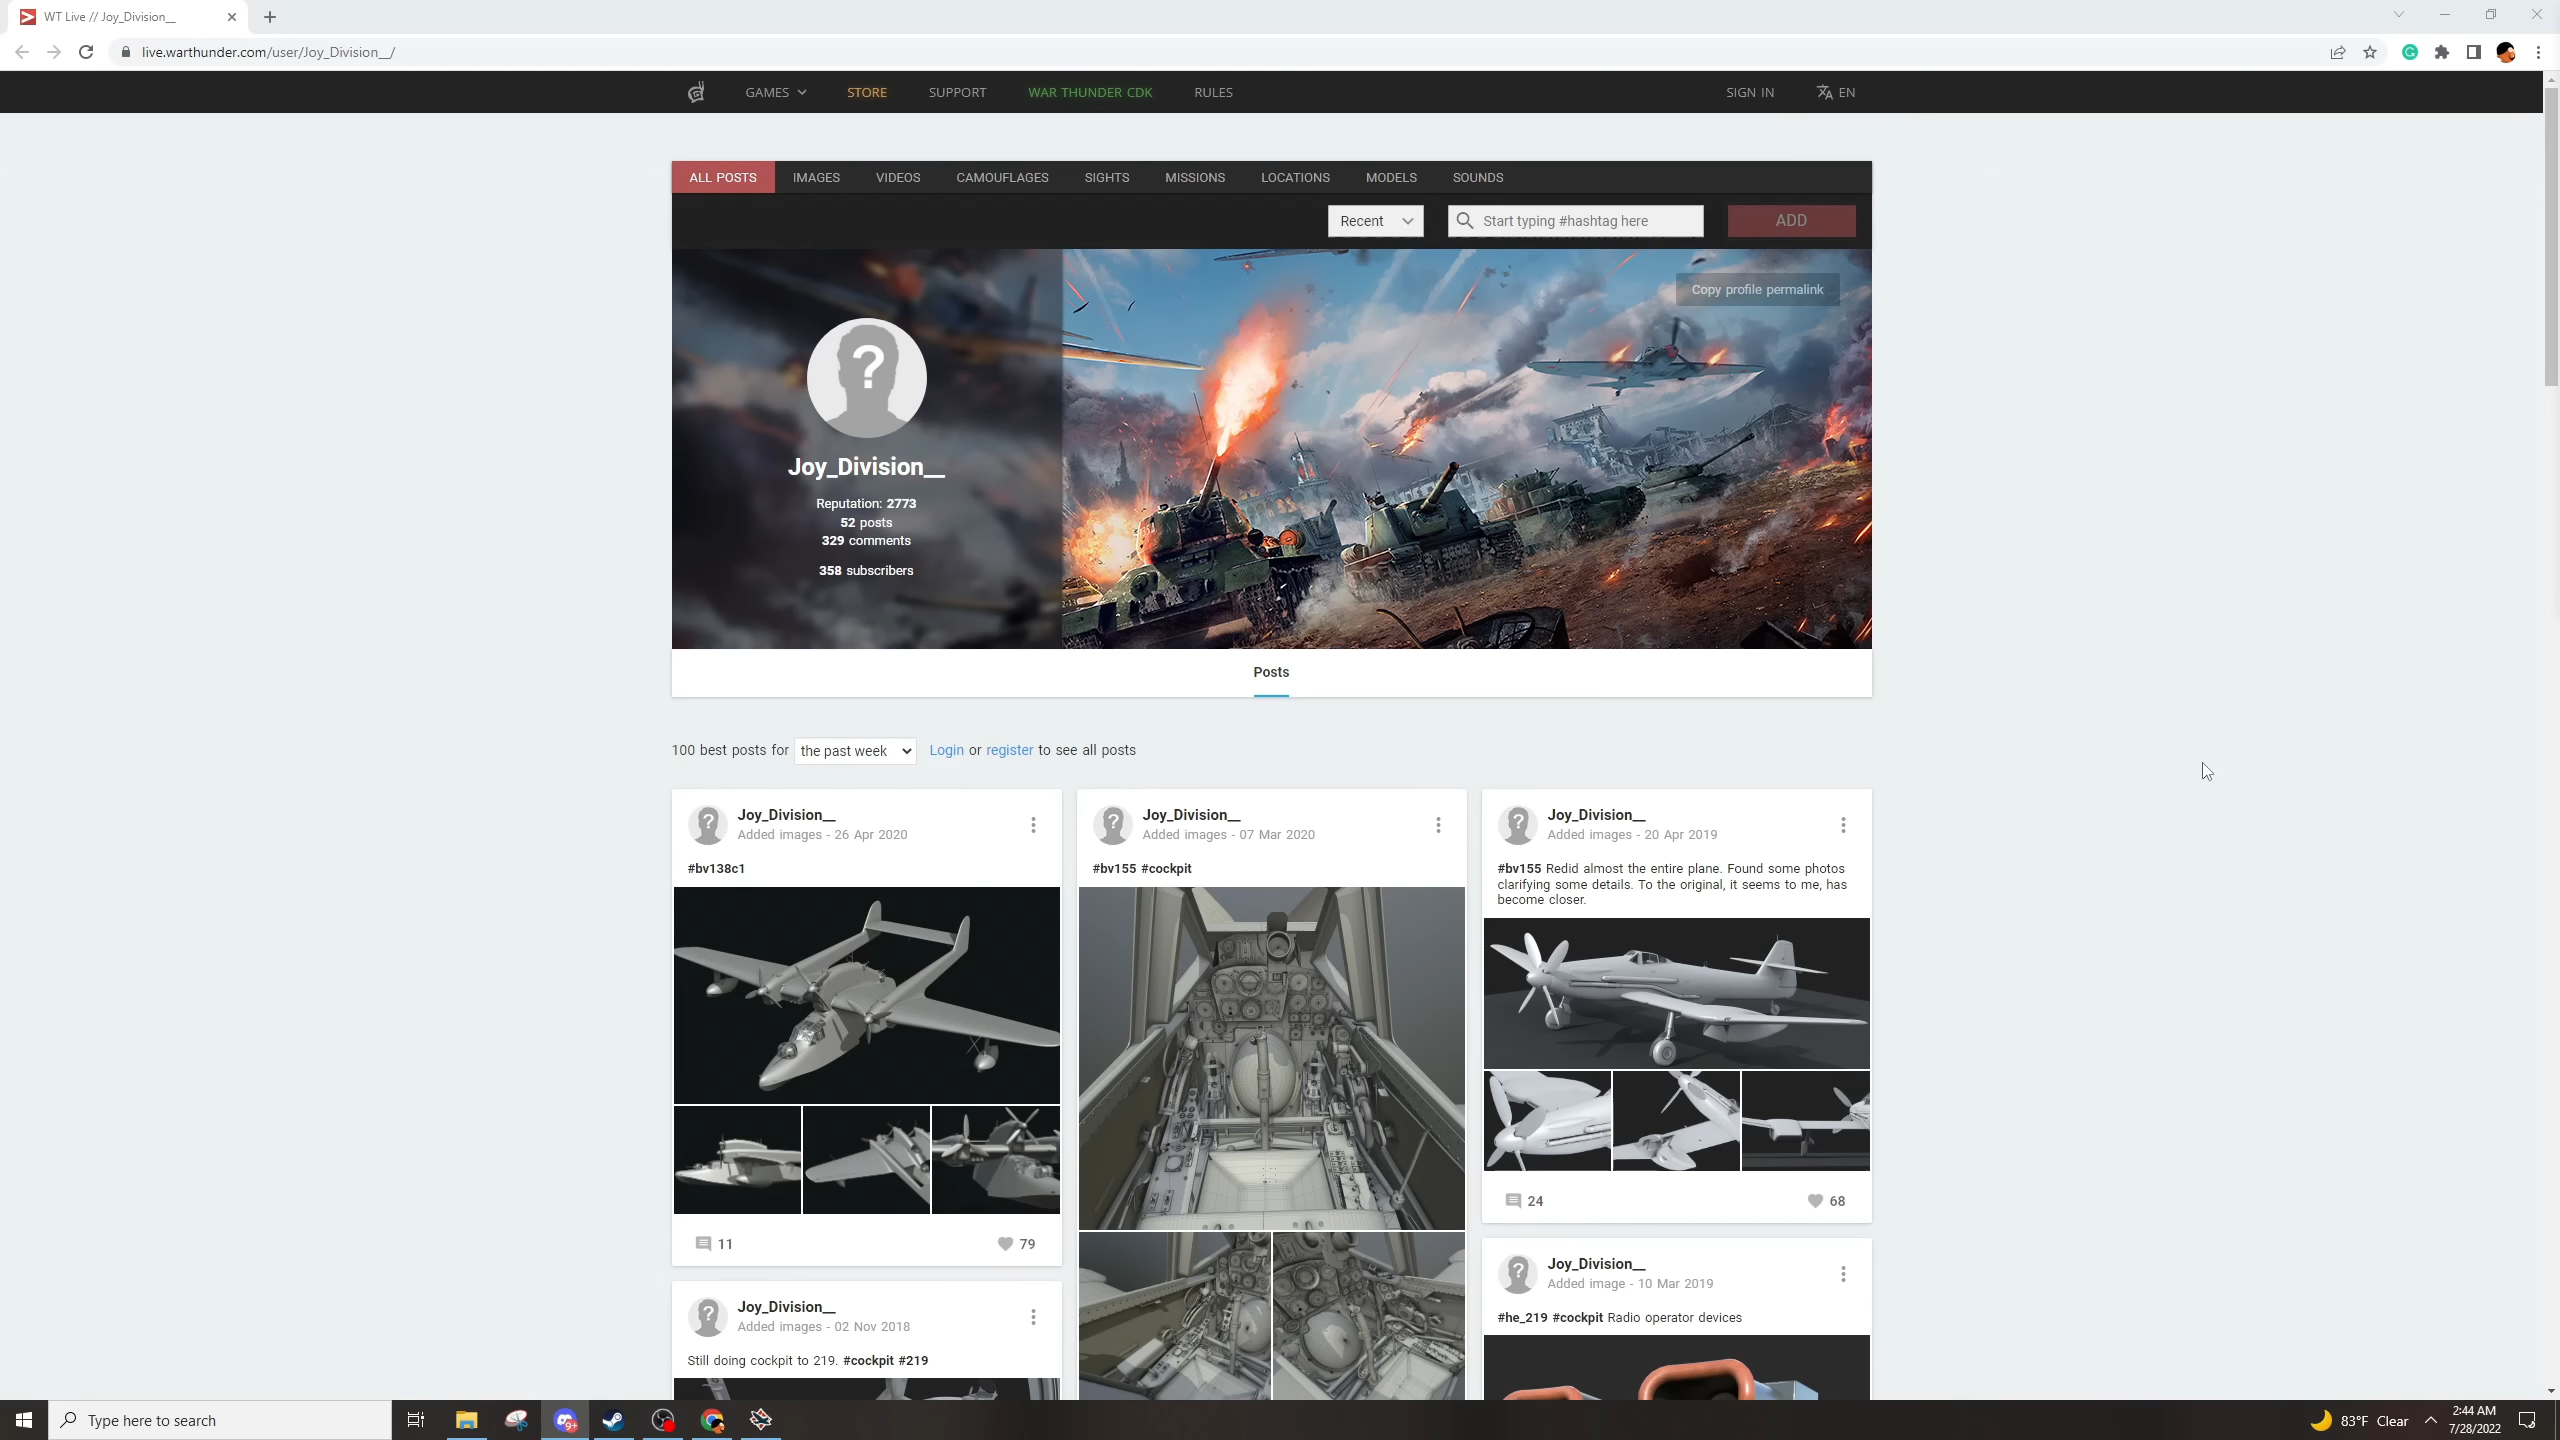 WT Live // Joy_Division__
live.warthunder.com/user/Joy_Division__/
GAMES STORE SUPPORT WAR THUNDER CDK RULES SIGN IN EN
ALL POSTS IMAGES VIDEOS CAMOUFLAGES SIGHTS MISSIONS LOCATIONS MODELS SOUNDS
Recent Start typing #hashtag here ADD
Copy profile permalink
?
Joy_Division__
Reputation: 2773
52 posts
329 comments
358 subscribers
Posts
100 best posts for the past week Login or register to see all posts
Joy_Division__
Added images - 26 Apr 2020
#bv138c1
11 79
Joy_Division__
Added images - 02 Nov 2018
Still doing cockpit to 219. #cockpit #219
Joy_Division__
Added images - 07 Mar 2020
#bv155 #cockpit
Joy_Division__
Added images - 20 Apr 2019
#bv155 Redid almost the entire plane. Found some photos
clarifying some details. To the original, it seems to me, has
become closer.
24 68
Joy_Division__
Added image - 10 Mar 2019
#he_219 #cockpit Radio operator devices
Type here to search
9+
83°F Clear
2:44 AM
7/28/2022